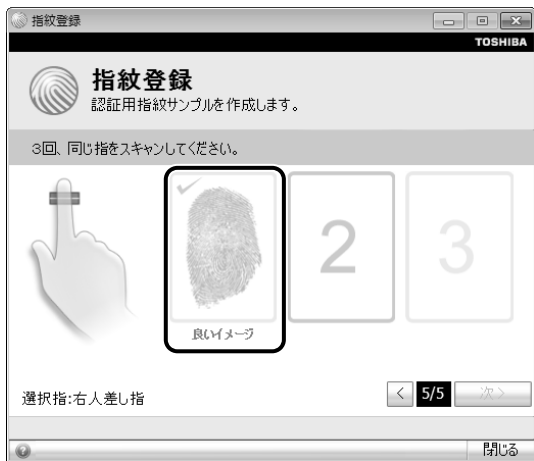 指紋登録
TOSHIBA
指紋登録
認証用指紋サンプルを作成します。
3回、同じ指をスキャンしてください。
良いイメージ
2
3
選択指:右人差し指
< 5/5 次>
閉じる